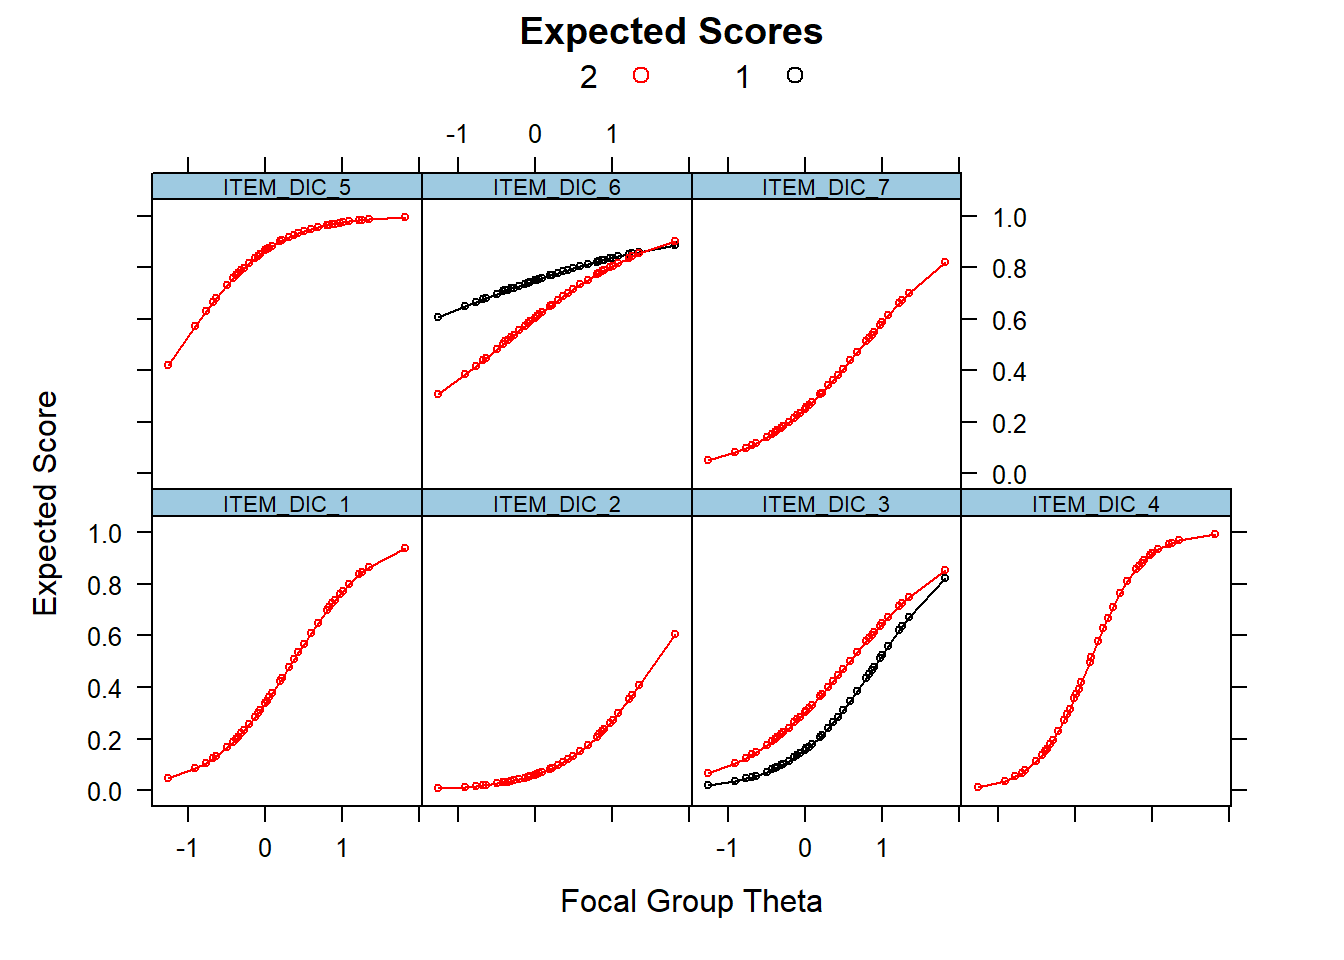 Expected Scores
2 1
-1 0 1
ITEM_DIC_5 ITEM_DIC_6 ITEM_DIC_7
1.0
0.8
0.6
0.4
0.2
0.0
Expected Score
ITEM_DIC_1 ITEM_DIC_2 ITEM_DIC_3 ITEM_DIC_4
1.0
0.8
0.6
0.4
0.2
0.0
-1 0 1 -1 0 1
Focal Group Theta